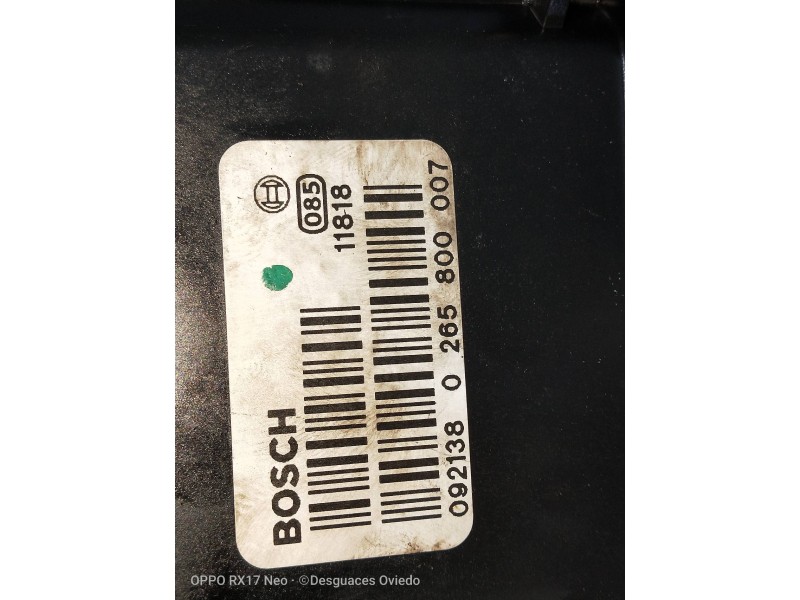 BOSCH
085
11818
092138 0 265 800 007
OPPO RX17 Neo · ©Desguaces Oviedo